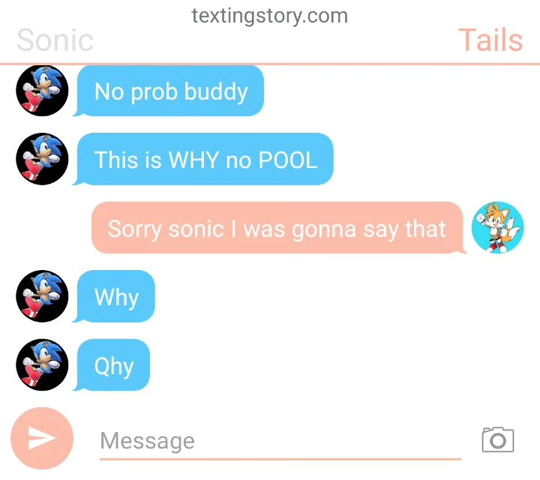 textingstory.com
Sonic
Tails
No prob buddy
This is WHY no POOL
Sorry sonic I was gonna say that
Why
Qhy
Message